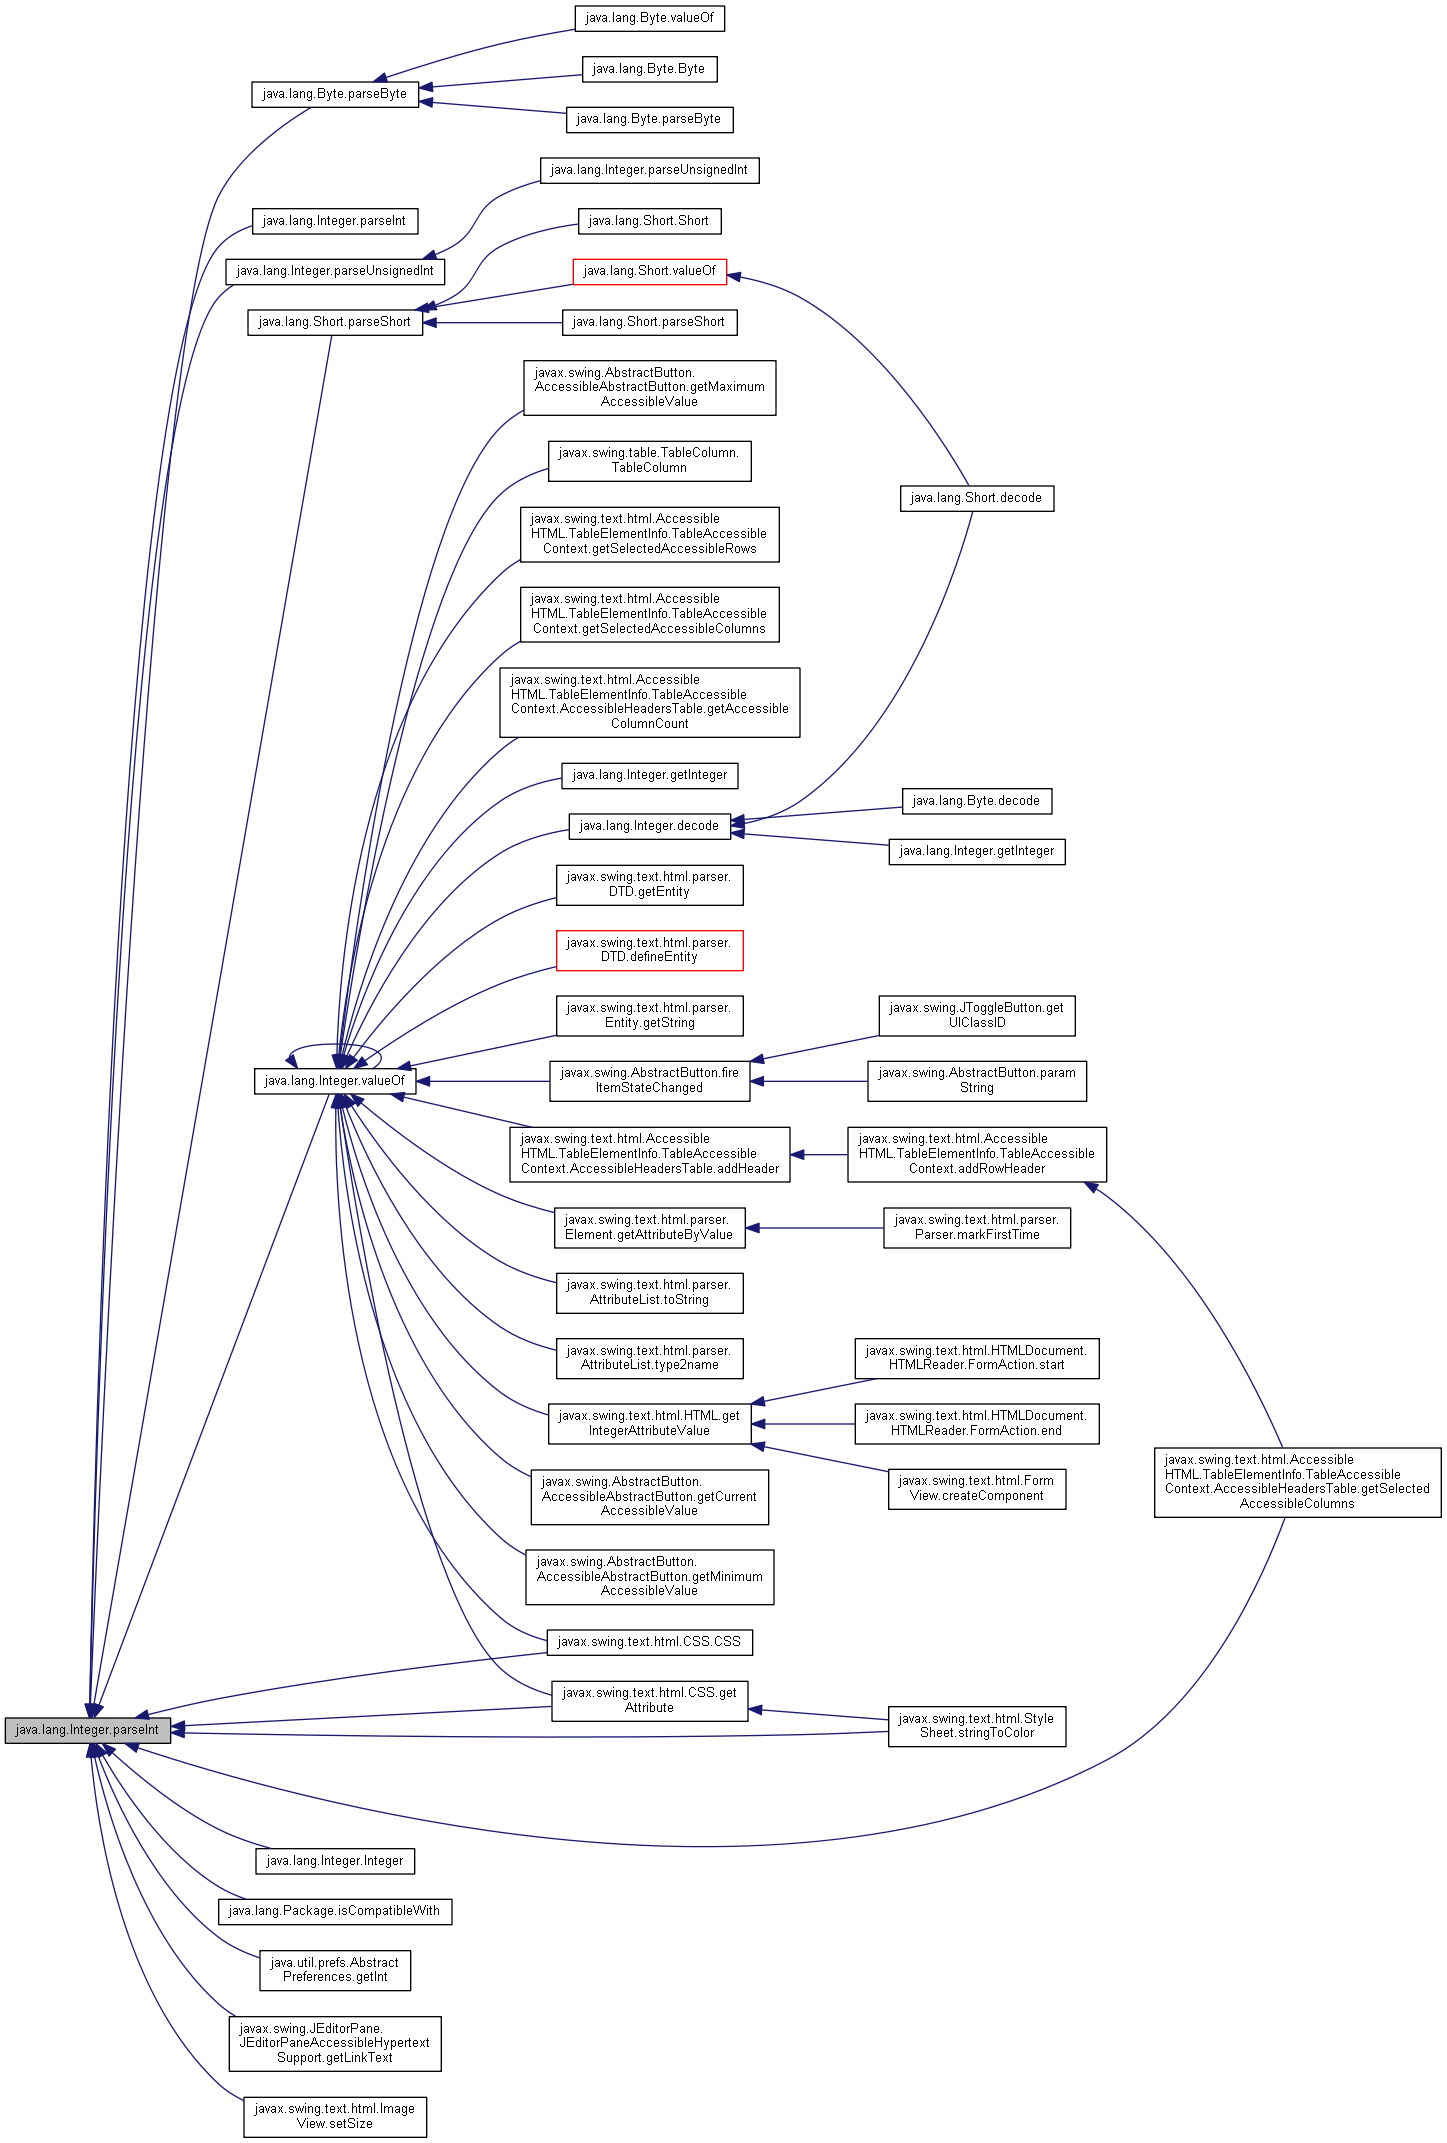 java.lang.Byte.valueOf
java.lang.Byte.Byte
java.lang.Byte.parseByte
java.lang.Byte.parseByte
java.lang.Integer.parseUnsignedInt
java.lang.Integer.parseInt
java.lang.Short.Short
java.lang.Integer.parseUnsignedInt
java.lang.Short.valueOf
java.lang.Short.parseShort
java.lang.Short.parseShort
javax.swing.AbstractButton.
AccessibleAbstractButton.getMaximum
AccessibleValue
javax.swing.table.TableColumn.
TableColumn
java.lang.Short.decode
javax.swing.text.html.Accessible
HTML.TableElementInfo.TableAccessible
Context.getSelectedAccessibleRows
javax.swing.text.html.Accessible
HTML.TableElementInfo.TableAccessible
Context.getSelectedAccessibleColumns
javax.swing.text.html.Accessible
HTML.TableElementInfo.TableAccessible
Context.AccessibleHeadersTable.getAccessible
ColumnCount
java.lang.Integer.getInteger
java.lang.Byte.decode
java.lang.Integer.decode
java.lang.Integer.getInteger
javax.swing.text.html.parser.
DTD.getEntity
javax.swing.text.html.parser.
DTD.defineEntity
javax.swing.text.html.parser.
Entity.getString
javax.swing.JToggleButton.get
UIClassID
java.lang.Integer.valueOf
javax.swing.AbstractButton.fire
ItemStateChanged
javax.swing.AbstractButton.param
String
javax.swing.text.html.Accessible
HTML.TableElementInfo.TableAccessible
Context.AccessibleHeadersTable.addHeader
javax.swing.text.html.Accessible
HTML.TableElementInfo.TableAccessible
Context.addRowHeader
javax.swing.text.html.parser.
Element.getAttributeByValue
javax.swing.text.html.parser.
Parser.markFirstTime
javax.swing.text.html.parser.
AttributeList.toString
javax.swing.text.html.parser.
AttributeList.type2name
javax.swing.text.html.HTMLDocument.
HTMLReader.FormAction.start
javax.swing.text.html.HTML.get
IntegerAttributeValue
javax.swing.text.html.HTMLDocument.
HTMLReader.FormAction.end
javax.swing.text.html.Form
View.createComponent
javax.swing.text.html.Accessible
HTML.TableElementInfo.TableAccessible
Context.AccessibleHeadersTable.getSelected
AccessibleColumns
javax.swing.AbstractButton.
AccessibleAbstractButton.getCurrent
AccessibleValue
javax.swing.AbstractButton.
AccessibleAbstractButton.getMinimum
AccessibleValue
javax.swing.text.html.CSS.CSS
javax.swing.text.html.CSS.get
Attribute
javax.swing.text.html.Style
Sheet.stringToColor
java.lang.Integer.parseInt
java.lang.Integer.Integer
java.lang.Package.isCompatibleWith
java.util.prefs.Abstract
Preferences.getInt
javax.swing.JEditorPane.
JEditorPaneAccessibleHypertext
Support.getLinkText
javax.swing.text.html.Image
View.setSize